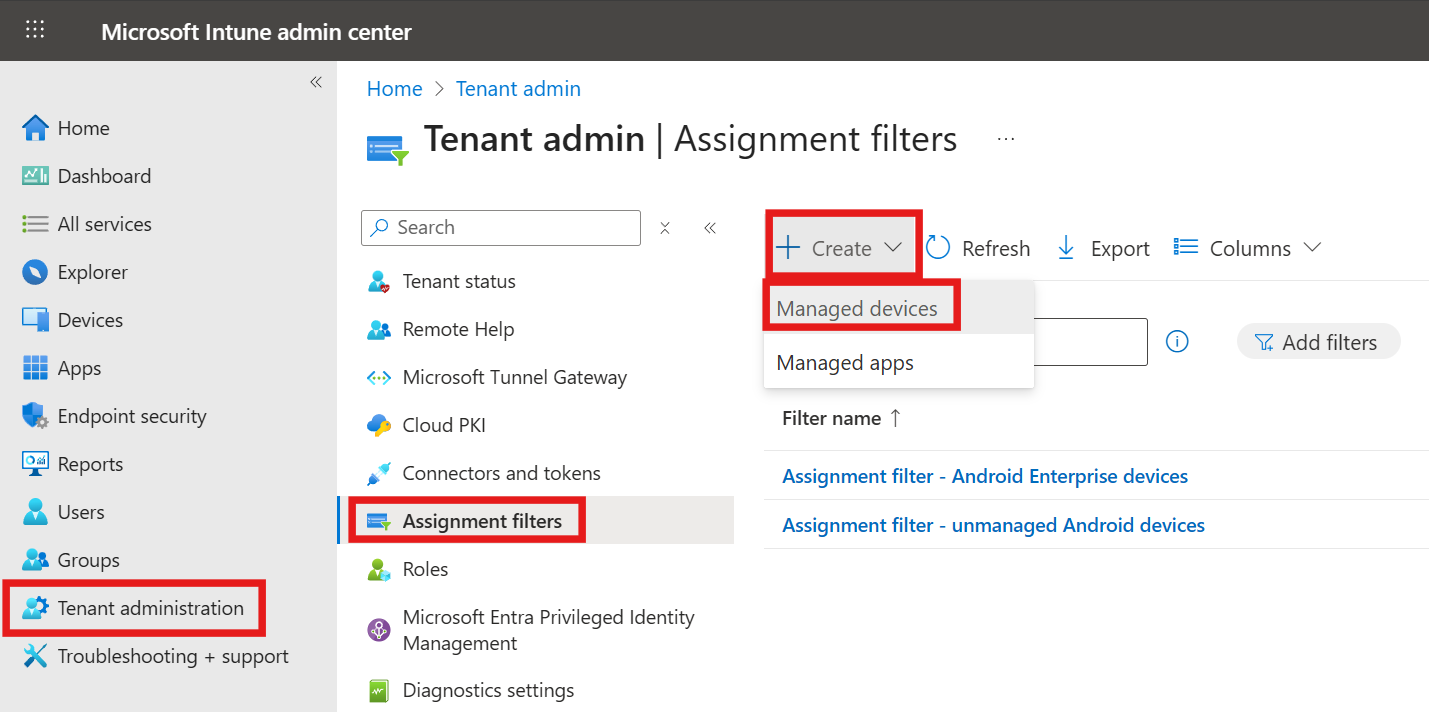 Microsoft Intune admin center
Home
Dashboard
All services
Explorer
Devices
Apps
Endpoint security
Reports
Users
Groups
Tenant administration
Troubleshooting + support
Home > Tenant admin
Tenant admin | Assignment filters
Search
Tenant status
Remote Help
Microsoft Tunnel Gateway
Cloud PKI
Connectors and tokens
Assignment filters
Roles
Microsoft Entra Privileged Identity
Management
Diagnostics settings
Create Refresh Export Columns
Managed devices
Managed apps
Add filters
Filter name ↑
Assignment filter - Android Enterprise devices
Assignment filter - unmanaged Android devices